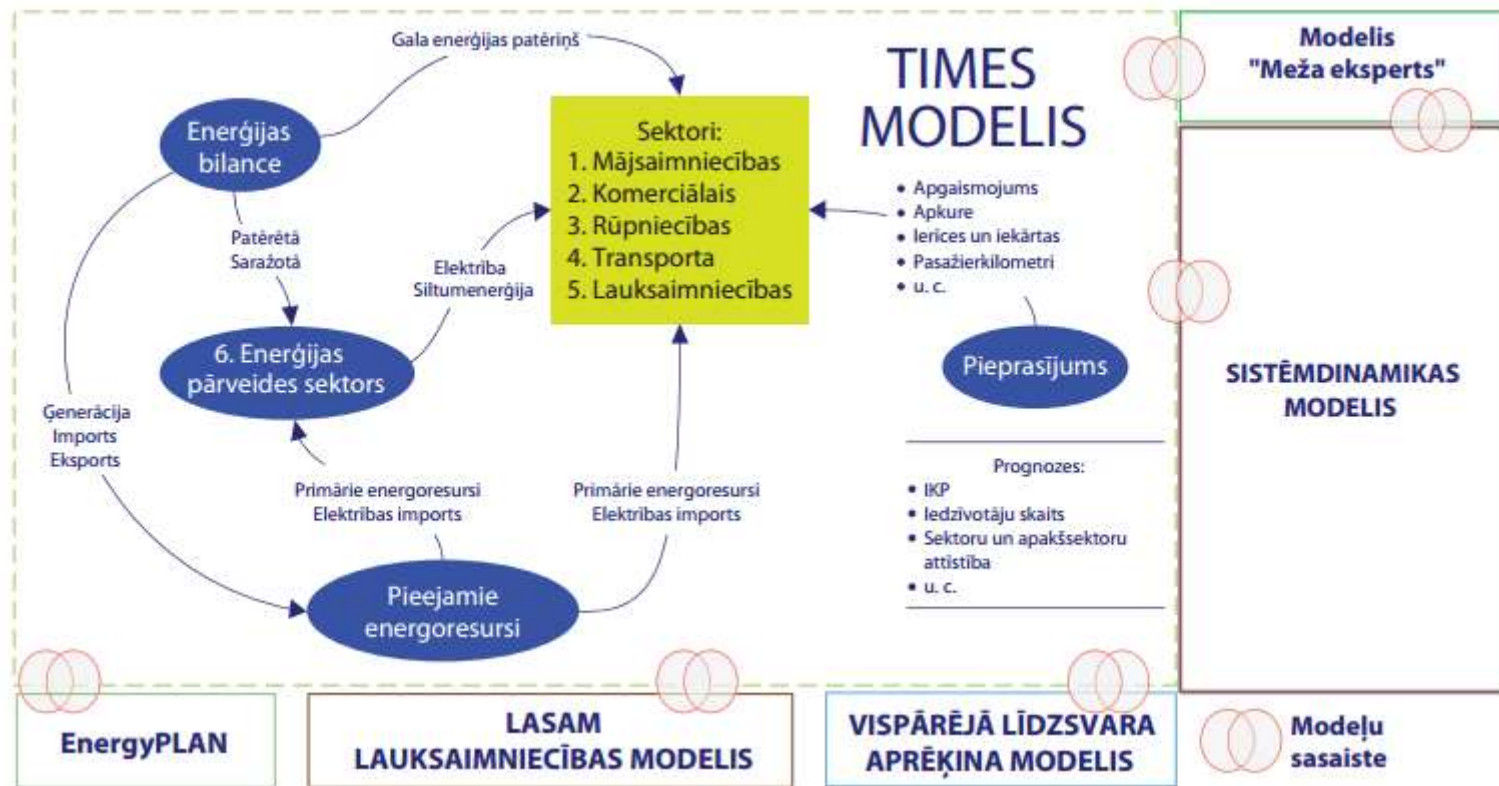 Gala enerģijas patēriņš
TIMES
MODELIS
Modelis
"Meža eksperts"
Enerģijas
bilance
Sektori:
1. Mājsaimniecības
2. Komerciālais
3. Rūpniecības
4. Transporta
5. Lauksaimniecības
• Apgaismojums
• Apkure
• Ierīces un iekārtas
• Pasažierkilometri
• u. c.
Patērētā
Saražotā
Elektrība
Siltumenerģija
6. Enerģijas
pārveides sektors
Pieprasījums
SISTĒMDINAMIKAS
MODELIS
Ģenerācija
Imports
Eksports
Primārie energoresursi
Elektrības imports
Primārie energoresursi
Elektrības imports
Prognozes:
• IKP
• Iedzīvotāju skaits
• Sektoru un apakšsektoru
attīstība
• u. c.
Pieejamie
energoresursi
EnergyPLAN
LASAM
LAUKSAIMNIECĪBAS MODELIS
VISPĀRĒJĀ LĪDZSVARA
APRĒĶINA MODELIS
Modeļu
sasaiste